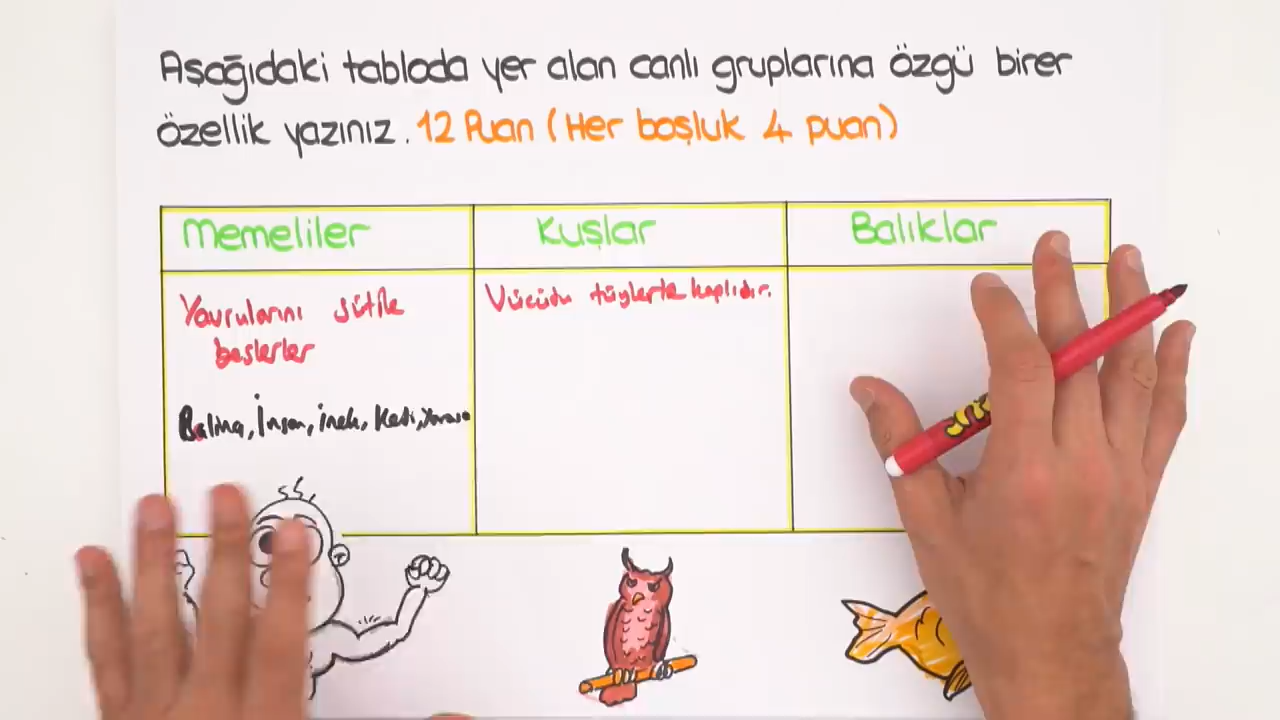 Aşağıdaki tabloda yer alan canlı gruplarına özgü birer
özellik yazınız. 12 Puan (Her boşluk 4 puan)
Memeliler
Kuşlar
Balıklar
Yavrularını sütle
beslerler
Balina, İnsan, inek, Kedi, Yarasa
Vücudu tüylerle kaplıdır.